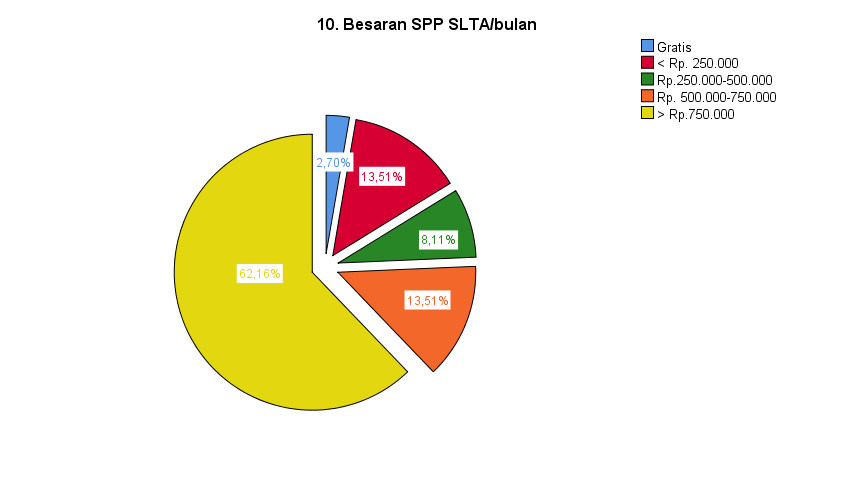 10. Besaran SPP SLTA/bulan
Gratis
< Rp. 250.000
Rp.250.000-500.000
Rp. 500.000-750.000
> Rp.750.000
2,70%
13,51%
8,11%
62,16%
13,51%